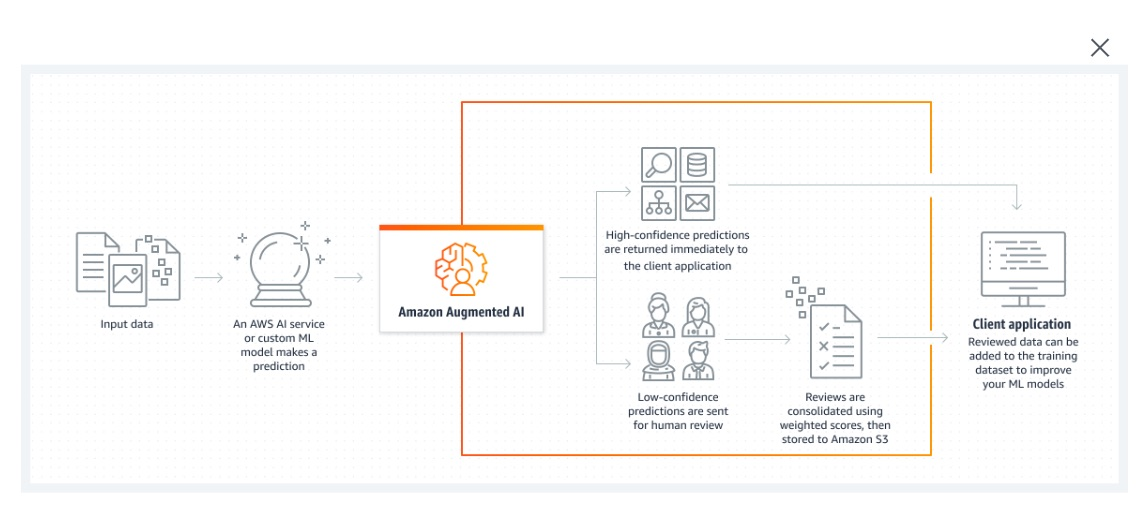 Input data
An AWS AI service
or custom ML
model makes a
prediction
Amazon Augmented AI
High-confidence predictions
are returned immediately to
the client application
Low-confidence
predictions are sent
for human review
Reviews are
consolidated using
weighted scores, then
stored to Amazon S3
Client application
Reviewed data can be
added to the training
dataset to improve
your ML models